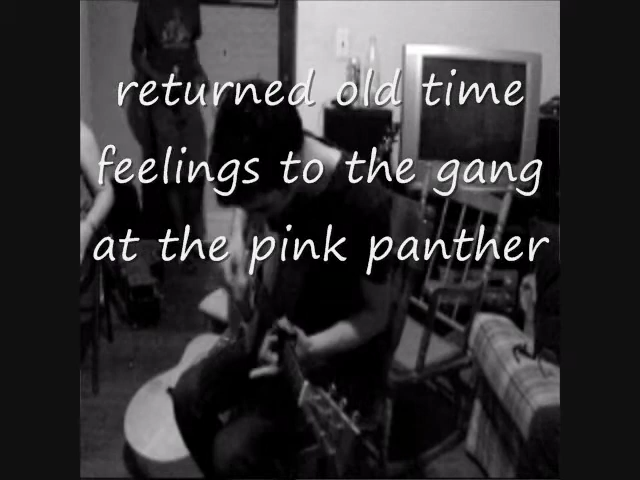 returned old time
feelings to the gang
at the pink panther